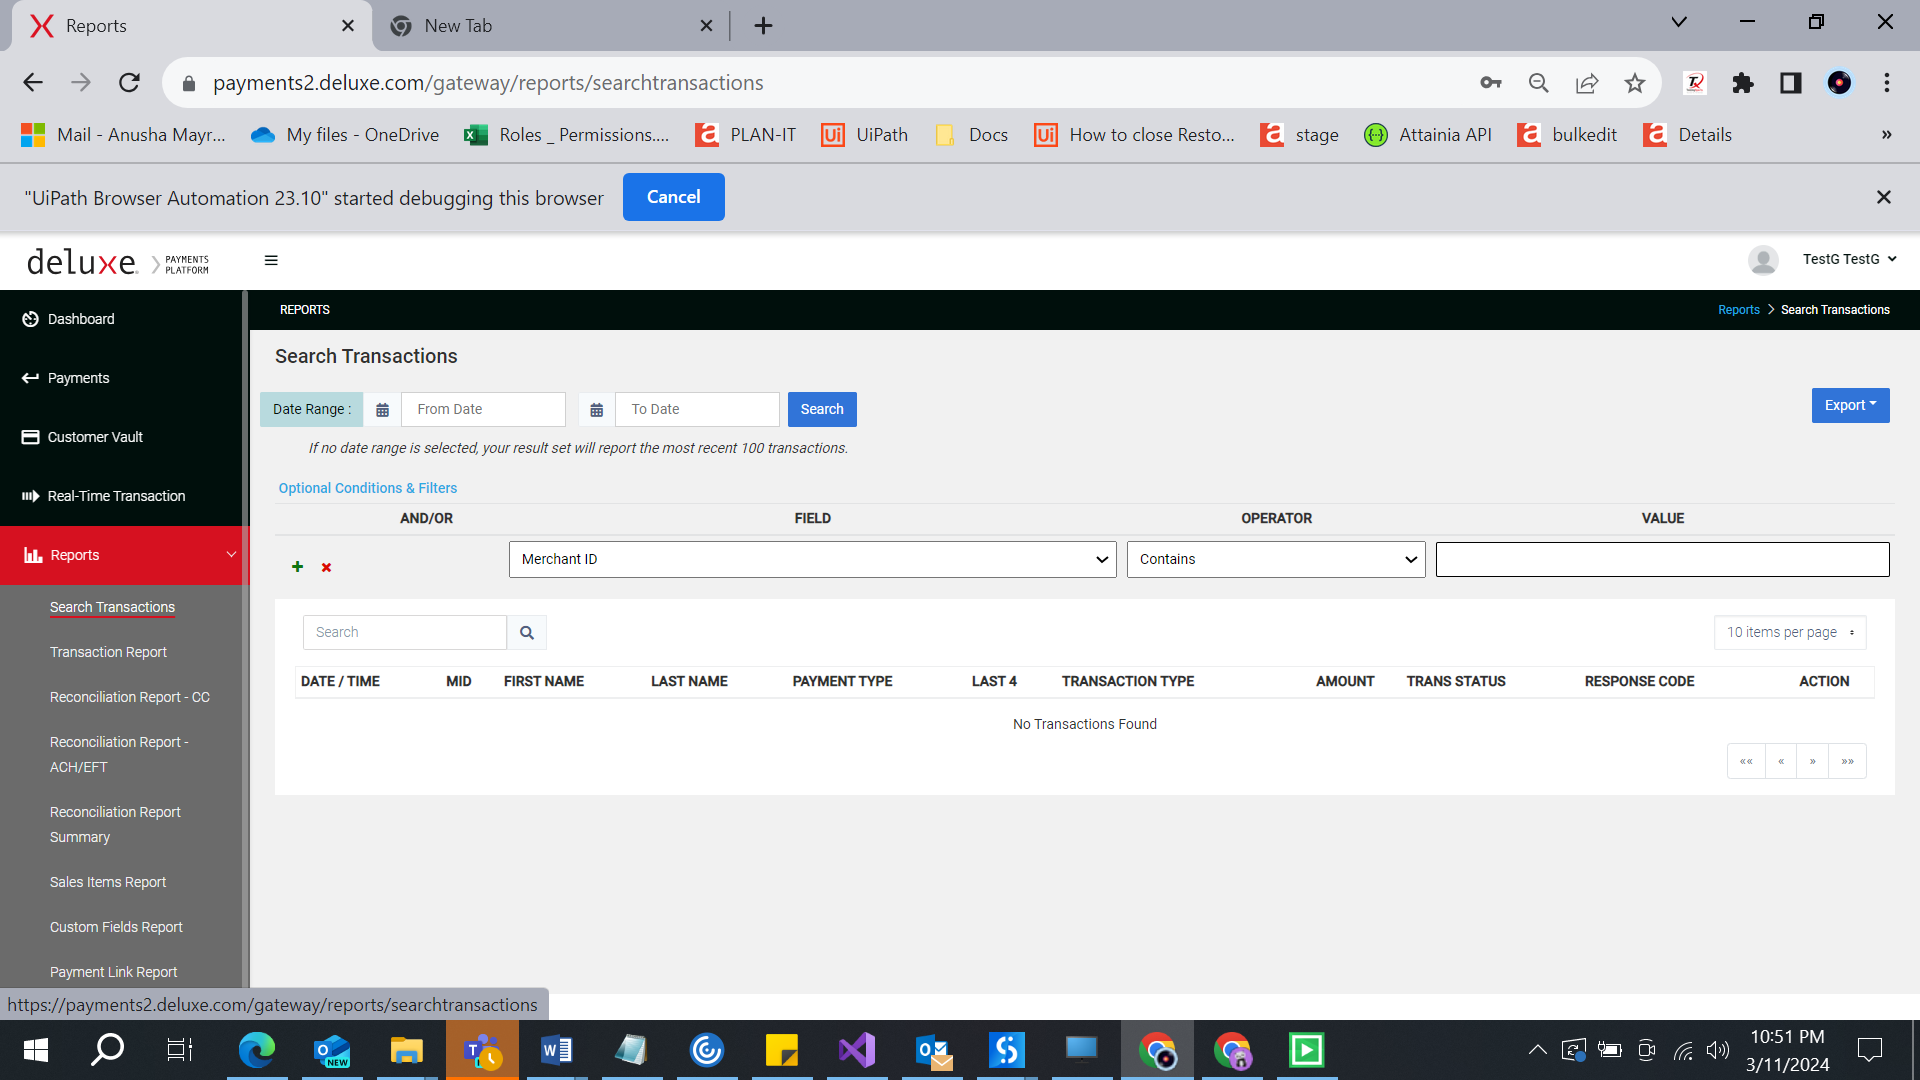 Reports
New Tab
payments2.deluxe.com/gateway/reports/searchtransactions
Mail - Anusha Mayr...
My files - OneDrive
Roles _ Permissions....
PLAN-IT
UiPath
Docs
How to close Resto...
stage
Attainia API
bulkedit
Details
»
"UiPath Browser Automation 23.10" started debugging this browser
Cancel
deluxe. PAYMENTS
PLATFORM
TestG TestG
Dashboard
Payments
Customer Vault
Real-Time Transaction
Reports
Search Transactions
Transaction Report
Reconciliation Report - CC
Reconciliation Report -
ACH/EFT
Reconciliation Report
Summary
Sales Items Report
Custom Fields Report
Payment Link Report
REPORTS
Reports > Search Transactions
Search Transactions
Date Range :
From Date
To Date
Search
Export
If no date range is selected, your result set will report the most recent 100 transactions.
Optional Conditions & Filters
AND/OR FIELD OPERATOR VALUE
Merchant ID
Contains
Search
10 items per page
DATE / TIME MID FIRST NAME LAST NAME PAYMENT TYPE LAST 4 TRANSACTION TYPE AMOUNT TRANS STATUS RESPONSE CODE ACTION
No Transactions Found
«« « » »»
https://payments2.deluxe.com/gateway/reports/searchtransactions
NEW
10:51 PM
3/11/2024